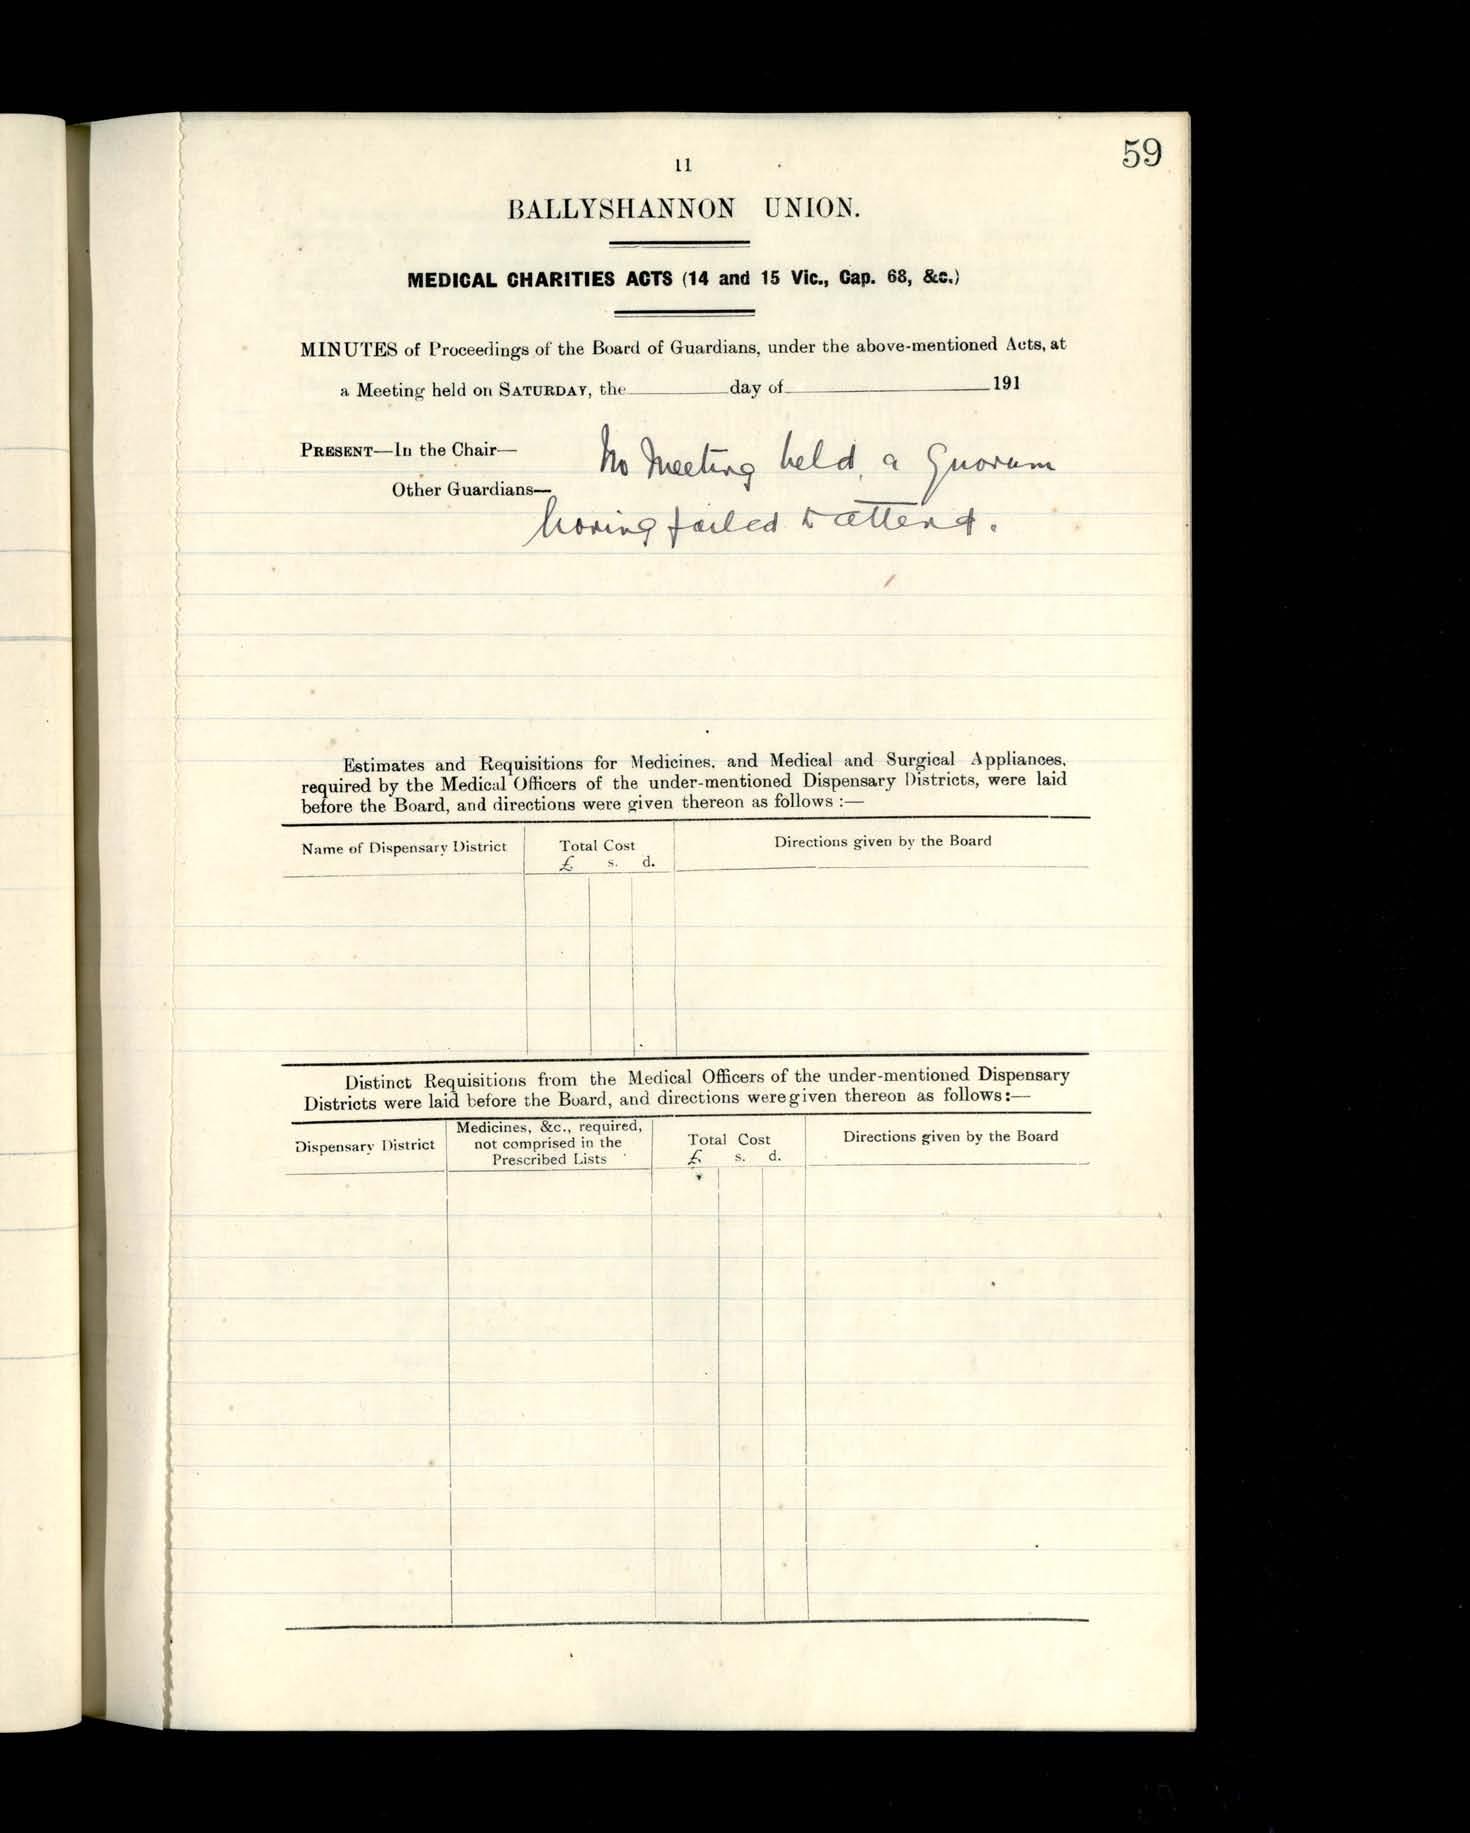 59
11
BALLYSHANNON UNION.
MEDICAL CHARITIES ACTS (14 and 15 Vic., Cap. 68, &c.)
MINUTES of Proceedings of the Board of Guardians, under the above-mentioned Acts, at
a Meeting held on SATURDAY, the day of 191
PRESENT—In the Chair—
No Meeting held, a Quorum
Other Guardians—
having failed to attend.
Estimates and Requisitions for Medicines, and Medical and Surgical Appliances,
required by the Medical Officers of the under-mentioned Dispensary Districts, were laid
before the Board, and directions were given thereon as follows :—
Name of Dispensary District Total Cost Directions given by the Board
£ s. d.
Distinct Requisitions from the Medical Officers of the under-mentioned Dispensary
Districts were laid before the Board, and directions were given thereon as follows:—
Dispensary District
Medicines, &c., required,
not comprised in the
Prescribed Lists
Total Cost
£ s. d.
Directions given by the Board